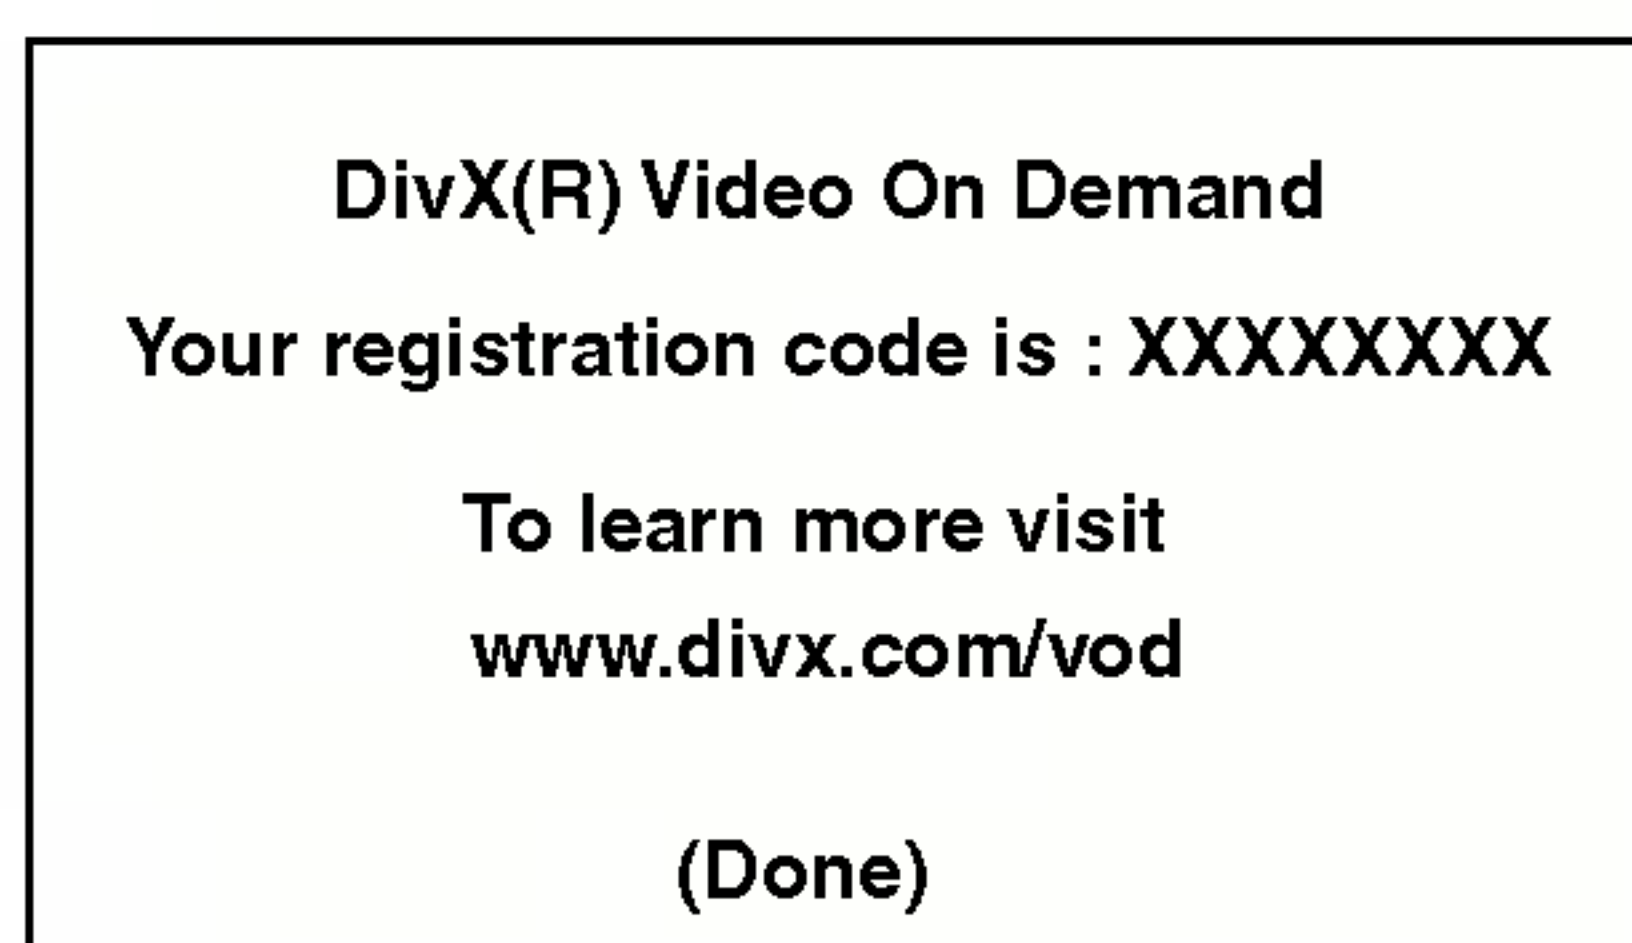 DivX(R) Video On Demand
Your registration code is : XXXXXXXX
To learn more visit
www.divx.com/vod
(Done)